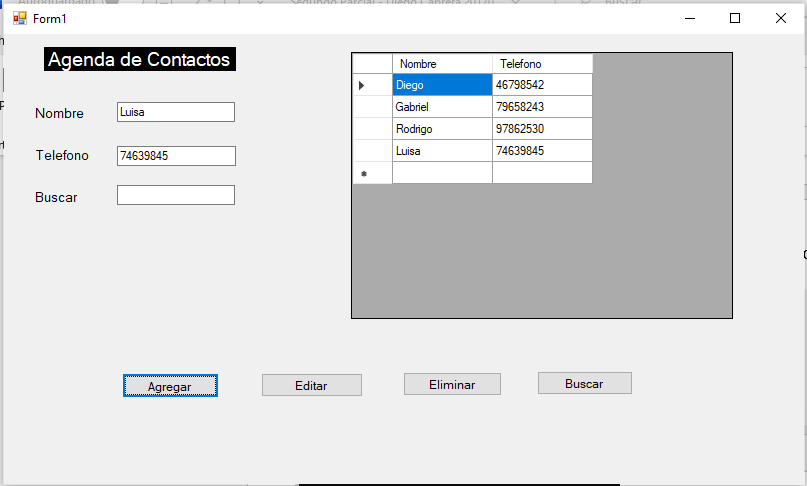 Form1
Agenda de Contactos
Nombre Luisa
Telefono 74639845
Buscar
Nombre Telefono
Diego 46798542
Gabriel 79658243
Rodrigo 97862530
Luisa 74639845
Agregar Editar Eliminar Buscar